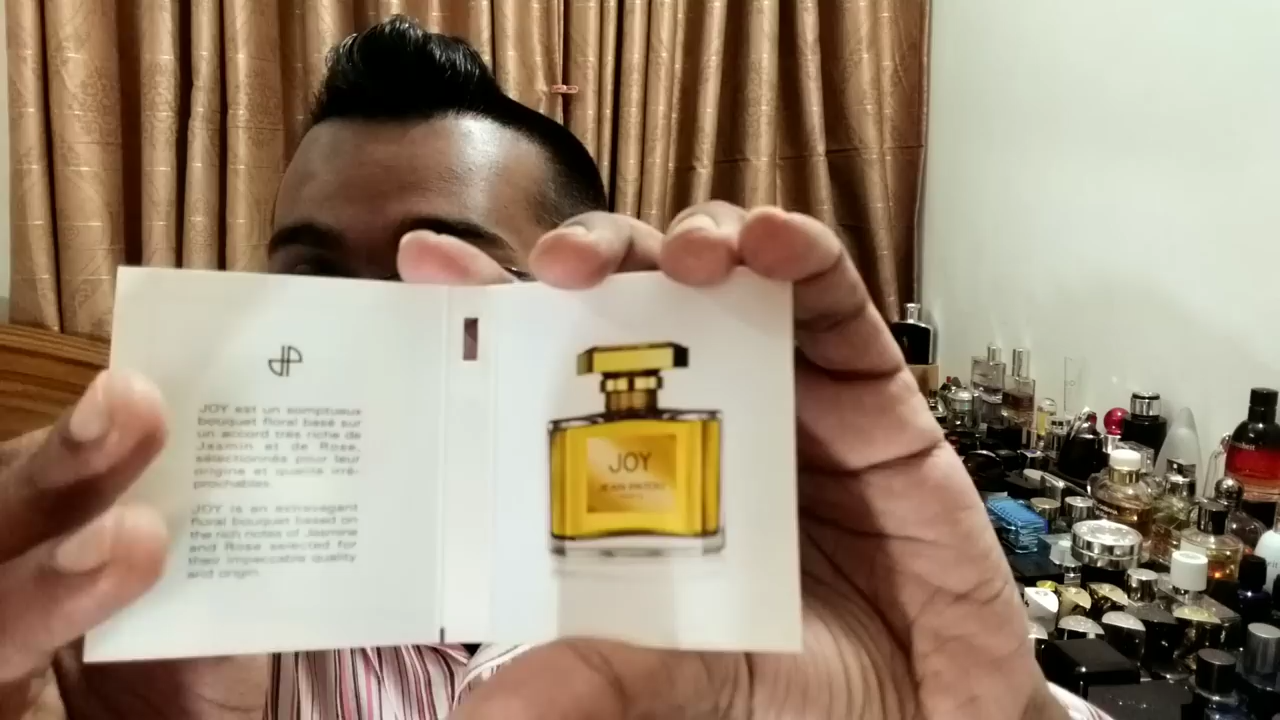 JP
JOY est un somptueux
bouquet floral basé sur
un accord très riche de
Jasmin et de Rose,
sélectionnés pour leur
origine et qualité irré-
prochables.
JOY is an extravagant
floral bouquet based on
the rich notes of Jasmine
and Rose selected for
their impeccable quality
and origin.
JOY
JEAN PATOU